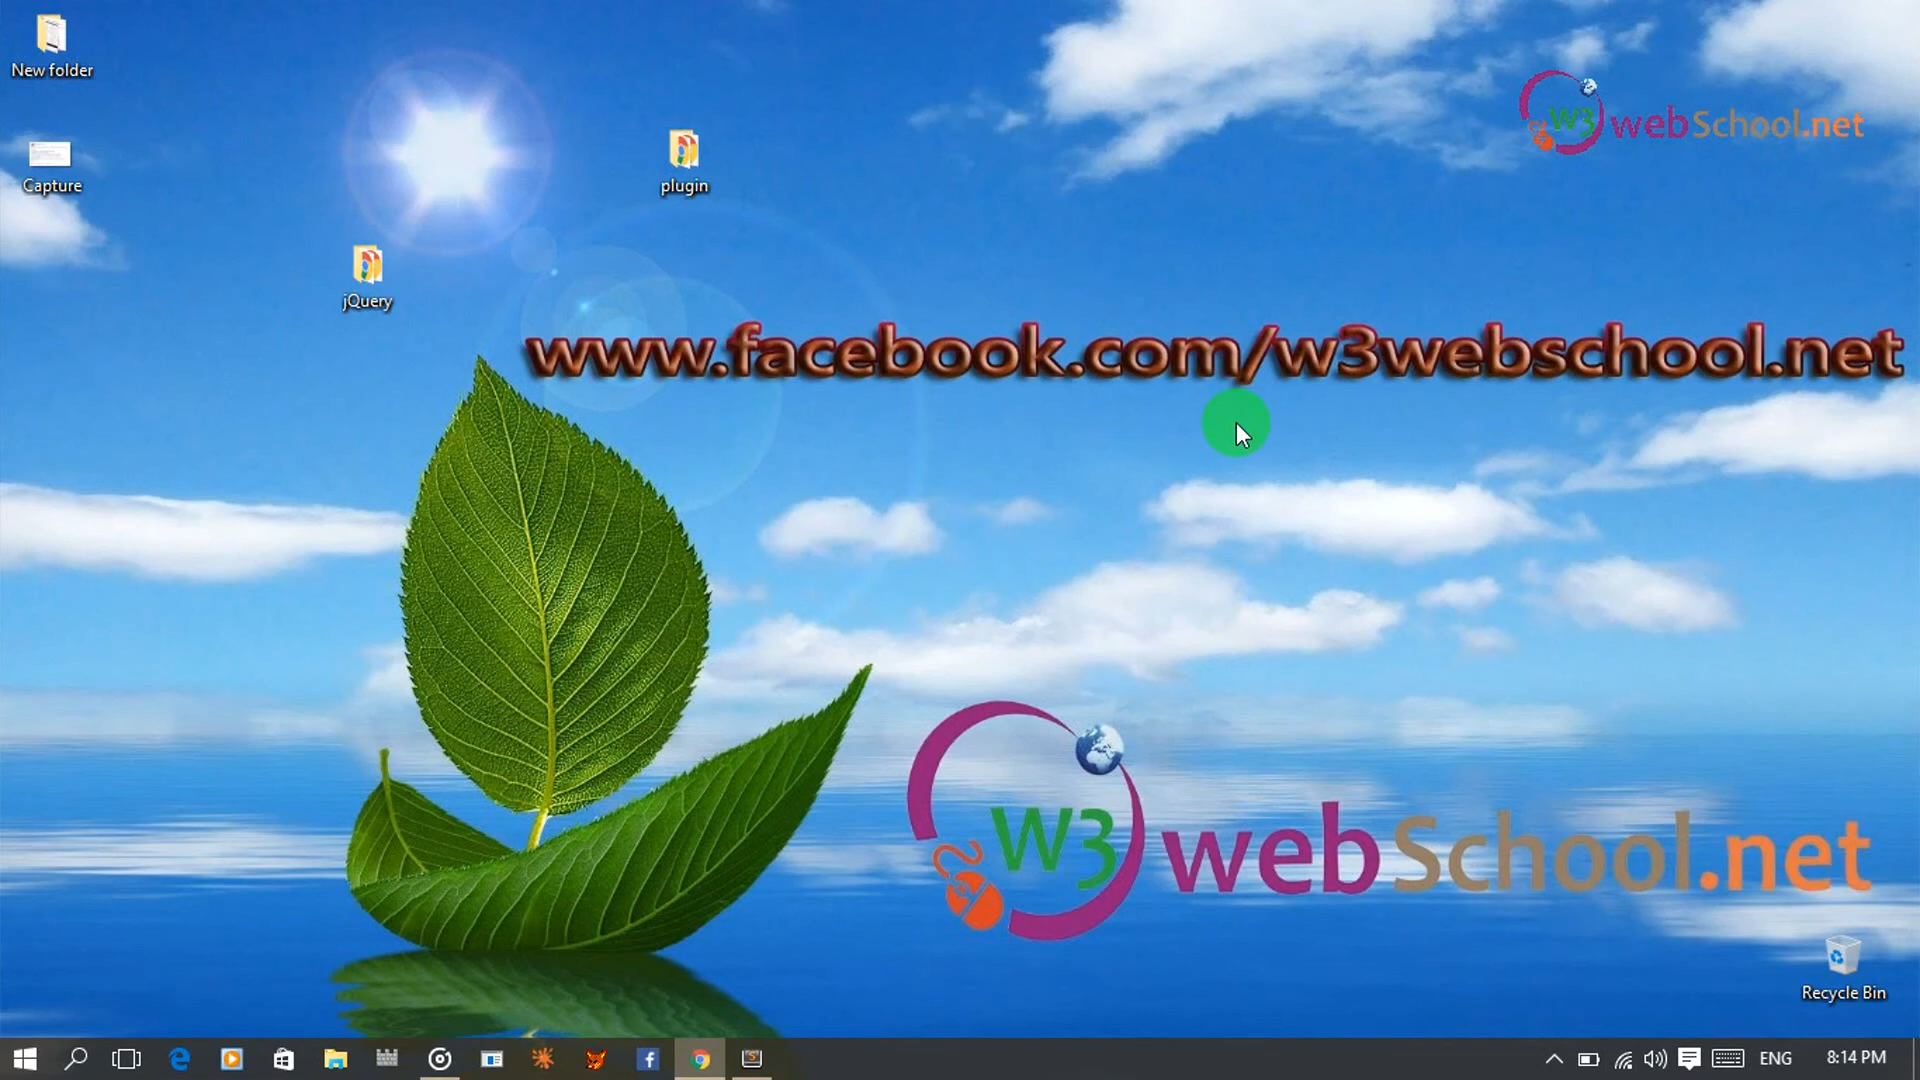 New folder
W3 webSchool.net
Capture
plugin
jQuery
www.facebook.com/w3webschool.net
W3 webSchool.net
Recycle Bin
ENG 8:14 PM